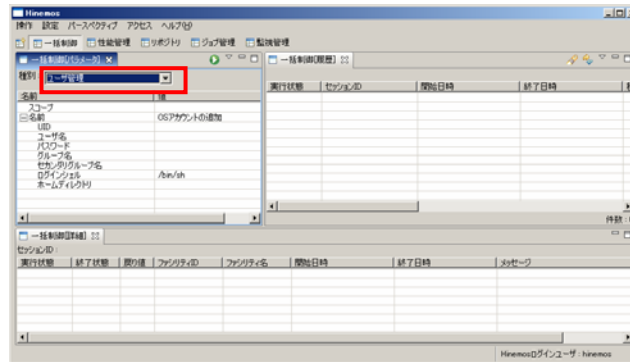 Hinemos
操作 設定 パースペクティブ アクセス ヘルプ(H)
一括制御 性能管理 リポジトリ ジョブ管理 監視管理
一括制御[パラメータ]
種別: ユーザ管理
名前 値
スコープ
名前 OSアカウントの追加
UID
ユーザ名
パスワード
グループ名
セカンダリグループ名
ログインシェル /bin/sh
ホームディレクトリ
一括制御[履歴]
実行状態 セッションID 開始日時 終了日時
件数:
一括制御[詳細]
セッションID:
実行状態 終了状態 戻り値 ファシリティID ファシリティ名 開始日時 終了日時 メッセージ
Hinemosログインユーザ: hinemos